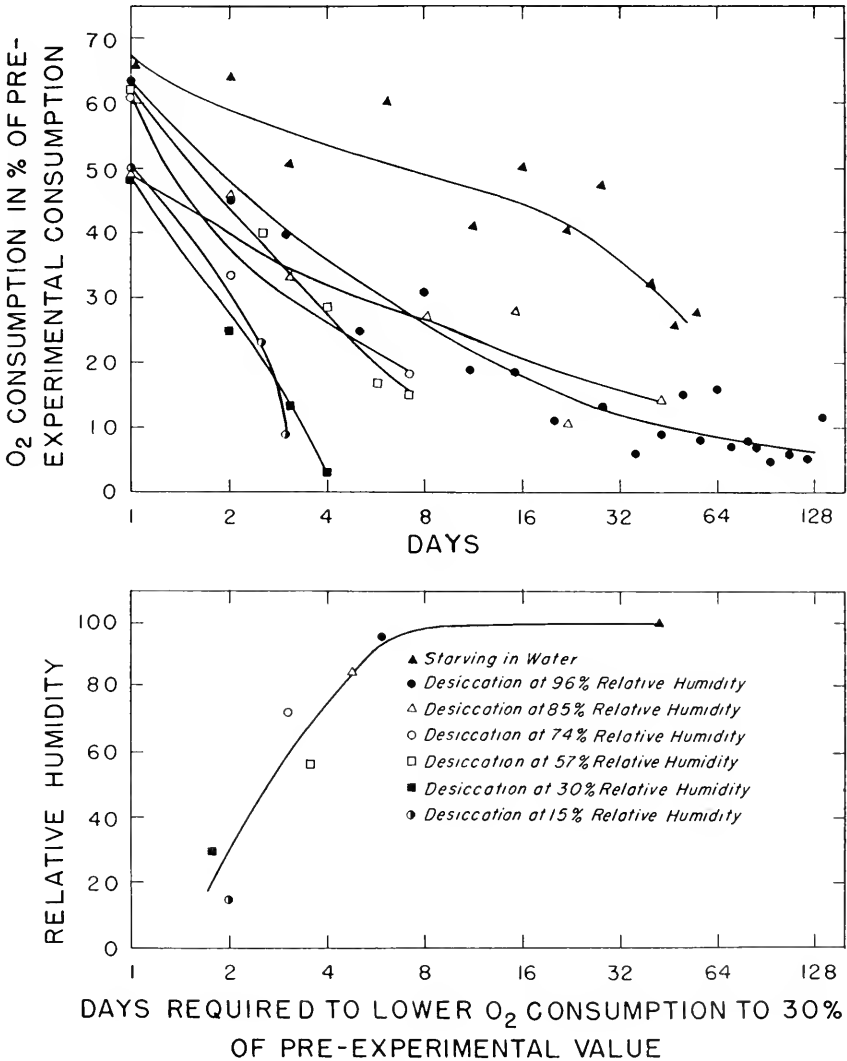 O2 CONSUMPTION IN % OF PRE-
EXPERIMENTAL CONSUMPTION
70
60
50
40
30
20
10
0
1 2 4 8 16 32 64 128
DAYS
RELATIVE HUMIDITY
100
80
60
40
20
0
▲ Starving in Water
● Desiccation at 96% Relative Humidity
△ Desiccation at 85% Relative Humidity
○ Desiccation at 74% Relative Humidity
□ Desiccation at 57% Relative Humidity
■ Desiccation at 30% Relative Humidity
◑ Desiccation at 15% Relative Humidity
1 2 4 8 16 32 64 128
DAYS REQUIRED TO LOWER O2 CONSUMPTION TO 30%
OF PRE-EXPERIMENTAL VALUE